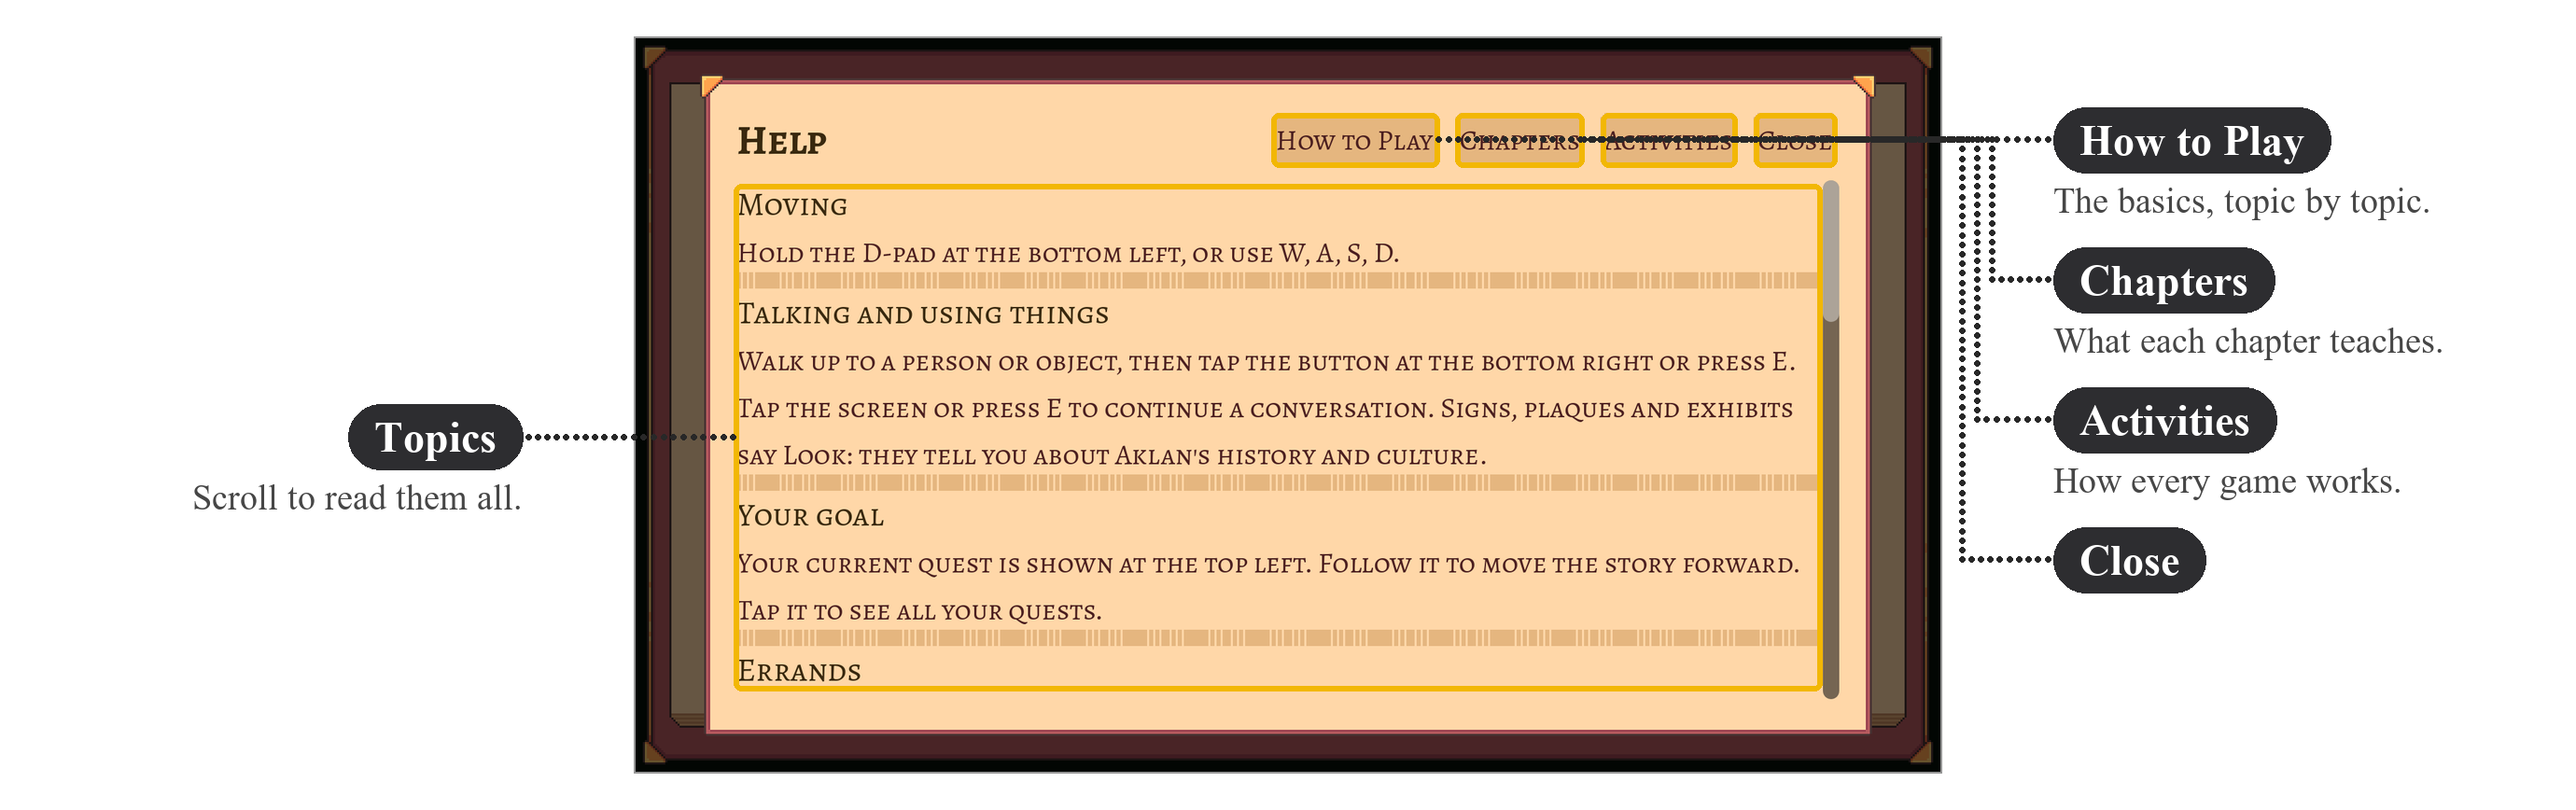 Help
How to Play Chapters Activities Close
Moving
Hold the D-pad at the bottom left, or use W, A, S, D.
Talking and using things
Walk up to a person or object, then tap the button at the bottom right or press E.
Tap the screen or press E to continue a conversation. Signs, plaques and exhibits
say Look: they tell you about Aklan's history and culture.
Your goal
Your current quest is shown at the top left. Follow it to move the story forward.
Tap it to see all your quests.
Errands
Topics
Scroll to read them all.
How to Play
The basics, topic by topic.
Chapters
What each chapter teaches.
Activities
How every game works.
Close